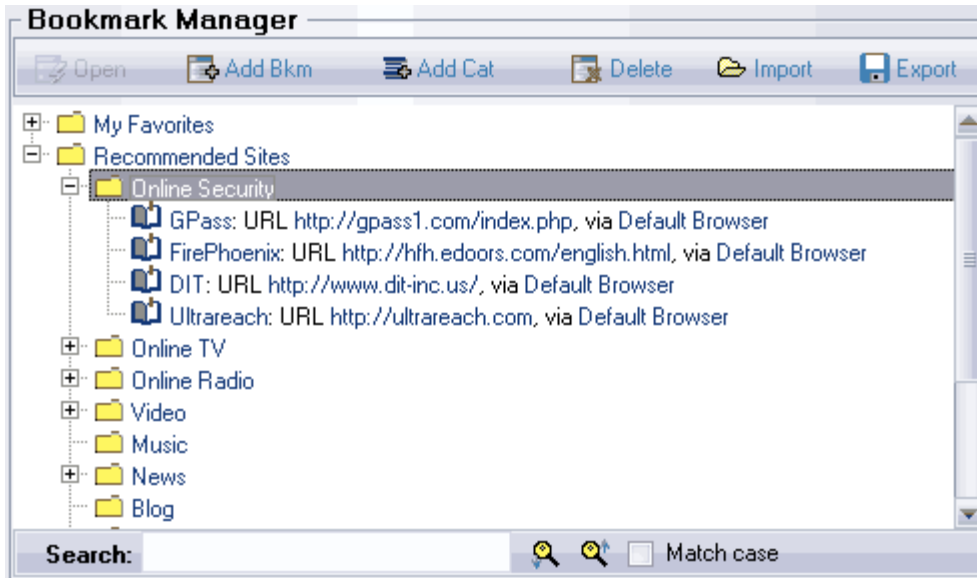 Bookmark Manager
Open Add Bkm Add Cat Delete Import Export
My Favorites
Recommended Sites
Online Security
GPass: URL http://gpass1.com/index.php, via Default Browser
FirePhoenix: URL http://hfh.edoors.com/english.html, via Default Browser
DIT: URL http://www.dit-inc.us/, via Default Browser
Ultrareach: URL http://ultrareach.com, via Default Browser
Online TV
Online Radio
Video
Music
News
Blog
Search: Match case